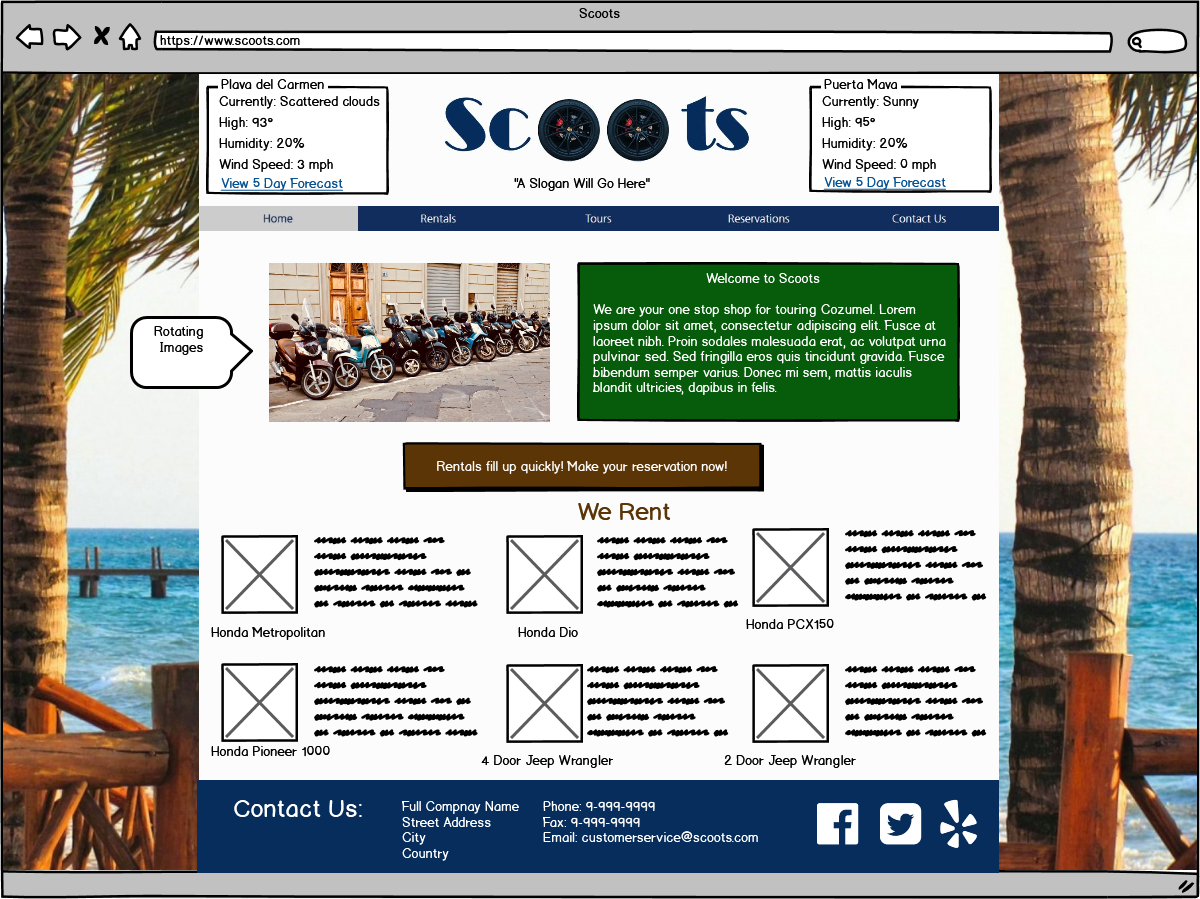 Scoots
https://www.scoots.com
Playa del Carmen
Currently: Scattered clouds
High: 93°
Humidity: 20%
Wind Speed: 3 mph
View 5 Day Forecast
Scoots
"A Slogan Will Go Here"
Puerta Maya
Currently: Sunny
High: 95°
Humidity: 20%
Wind Speed: 0 mph
View 5 Day Forecast
Home Rentals Tours Reservations Contact Us
Rotating
Images
Welcome to Scoots
We are your one stop shop for touring Cozumel. Lorem
ipsum dolor sit amet, consectetur adipiscing elit. Fusce at
laoreet nibh. Proin sodales malesuada erat, ac volutpat urna
pulvinar sed. Sed fringilla eros quis tincidunt gravida. Fusce
bibendum semper varius. Donec mi sem, mattis iaculis
blandit ultricies, dapibus in felis.
Rentals fill up quickly! Make your reservation now!
We Rent
Honda Metropolitan
Honda Dio
Honda PCX150
Honda Pioneer 1000
4 Door Jeep Wrangler
2 Door Jeep Wrangler
Contact Us:
Full Compnay Name
Street Address
City
Country
Phone: 9-999-9999
Fax: 9-999-9999
Email: customerservice@scoots.com